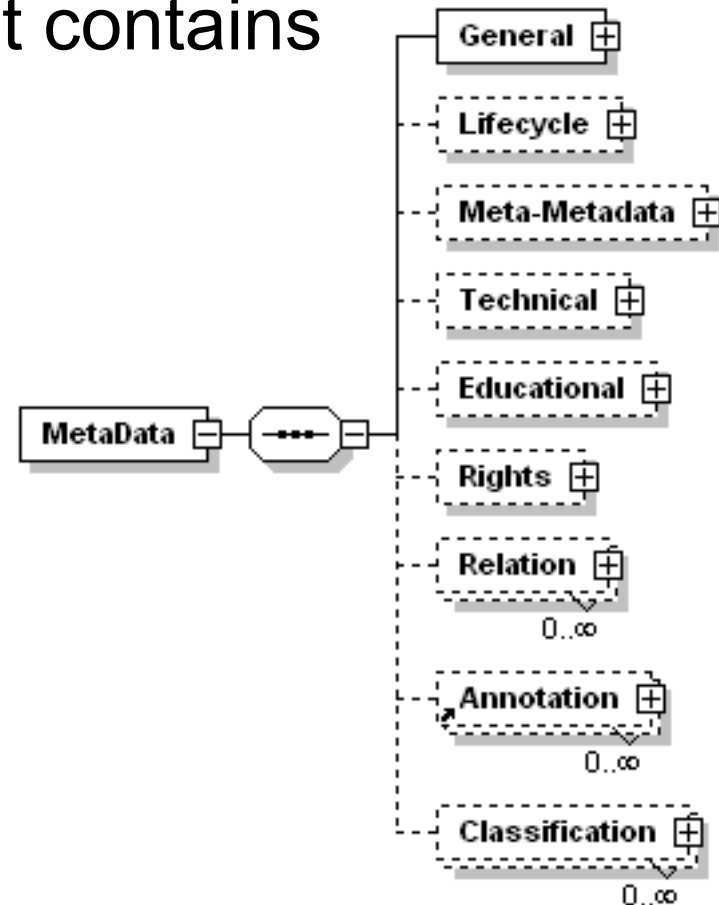 t contains
General
Lifecycle
Meta-Metadata
Technical
Educational
MetaData
Rights
Relation
0..∞
Annotation
0..∞
Classification
0..∞